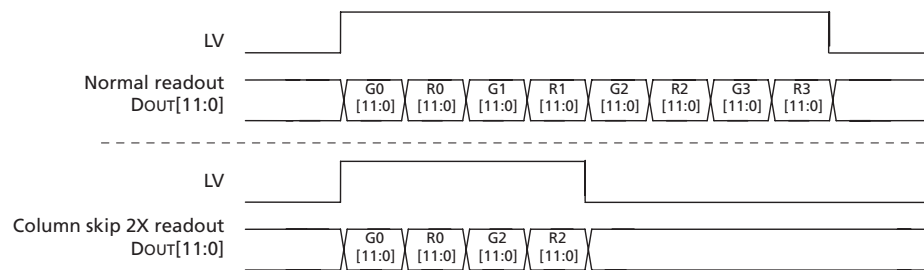 LV
Normal readout
DOUT[11:0]
G0 R0 G1 R1 G2 R2 G3 R3
[11:0] [11:0] [11:0] [11:0] [11:0] [11:0] [11:0] [11:0]
LV
Column skip 2X readout
DOUT[11:0]
G0 R0 G2 R2
[11:0] [11:0] [11:0] [11:0]